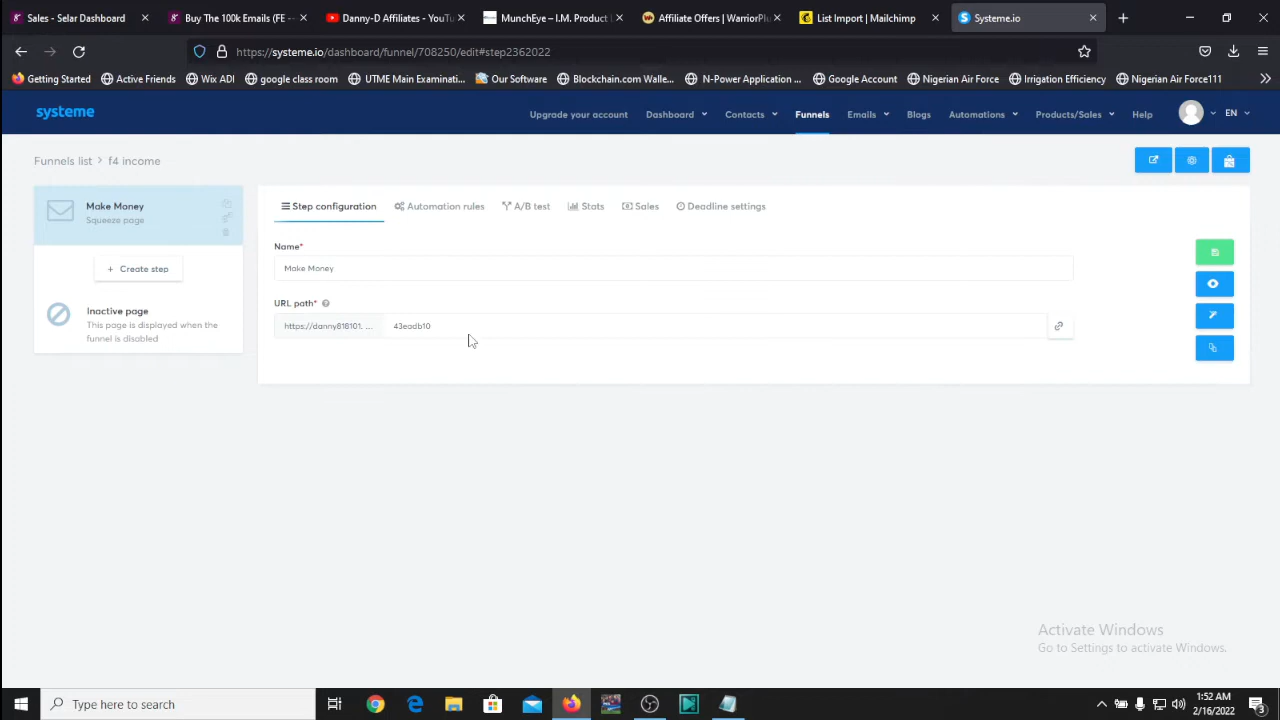 Sales - Dashboard
Buy The 10k Entire FE -
Danny D Affiliates - YouT
MunchEye – I.M. Product
Affiliate Offers | WarriorPlu
List Import | Mailchimp
Systeme.io
https://systeme.io/dashboard/funnel/708250/edit#step2362022
Getting Started
Active Friends
Wix ADI
google class room
UTME Main Examinati...
Our Software
Blockchain.com Walle...
N-Power Application ...
Google Account
Nigerian Air Force
Irrigation Efficiency
Nigerian Air Force111
systeme
Upgrade your account
Dashboard
Contacts
Funnels
Emails
Blogs
Automations
Products/Sales
Help
EN
Funnels list > f4 income
Make Money
Squeeze page
+ Create step
Inactive page
This page is displayed when the
funnel is disabled
Step configuration
Automation rules
A/B test
Stats
Sales
Deadline settings
Name*
Make Money
URL path*
https://danny818101. ...
43eadb10
Activate Windows
Go to Settings to activate Windows.
Type here to search
1:52 AM
2/16/2022
3